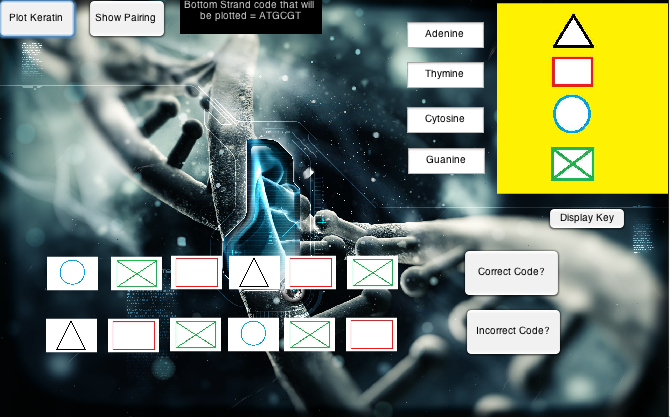 Plot Keratin
Show Pairing
Bottom Strand code that will
be plotted = ATGCGT
Adenine
Thymine
Cytosine
Guanine
Display Key
Correct Code?
Incorrect Code?